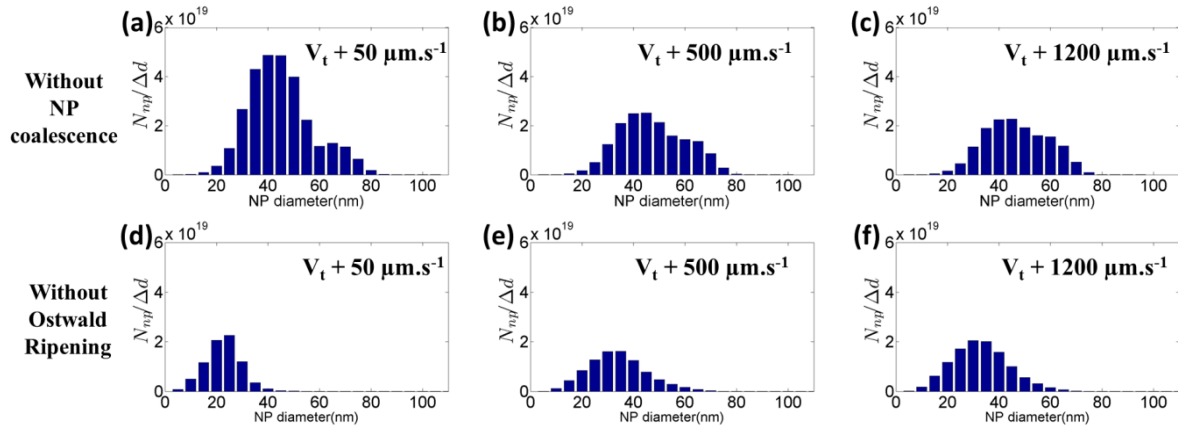 (a)
6 x 10^19
V_t + 50 µm.s^-1
4
2
0
N_np/Δd
0 20 40 60 80 100
NP diameter(nm)
(b)
6 x 10^19
V_t + 500 µm.s^-1
4
2
0
N_np/Δd
0 20 40 60 80 100
NP diameter(nm)
(c)
6 x 10^19
V_t + 1200 µm.s^-1
4
2
0
N_np/Δd
0 20 40 60 80 100
NP diameter(nm)
Without
NP
coalescence
(d)
6 x 10^19
V_t + 50 µm.s^-1
4
2
0
N_np/Δd
0 20 40 60 80 100
NP diameter(nm)
(e)
6 x 10^19
V_t + 500 µm.s^-1
4
2
0
N_np/Δd
0 20 40 60 80 100
NP diameter(nm)
(f)
6 x 10^19
V_t + 1200 µm.s^-1
4
2
0
N_np/Δd
0 20 40 60 80 100
NP diameter(nm)
Without
Ostwald
Ripening